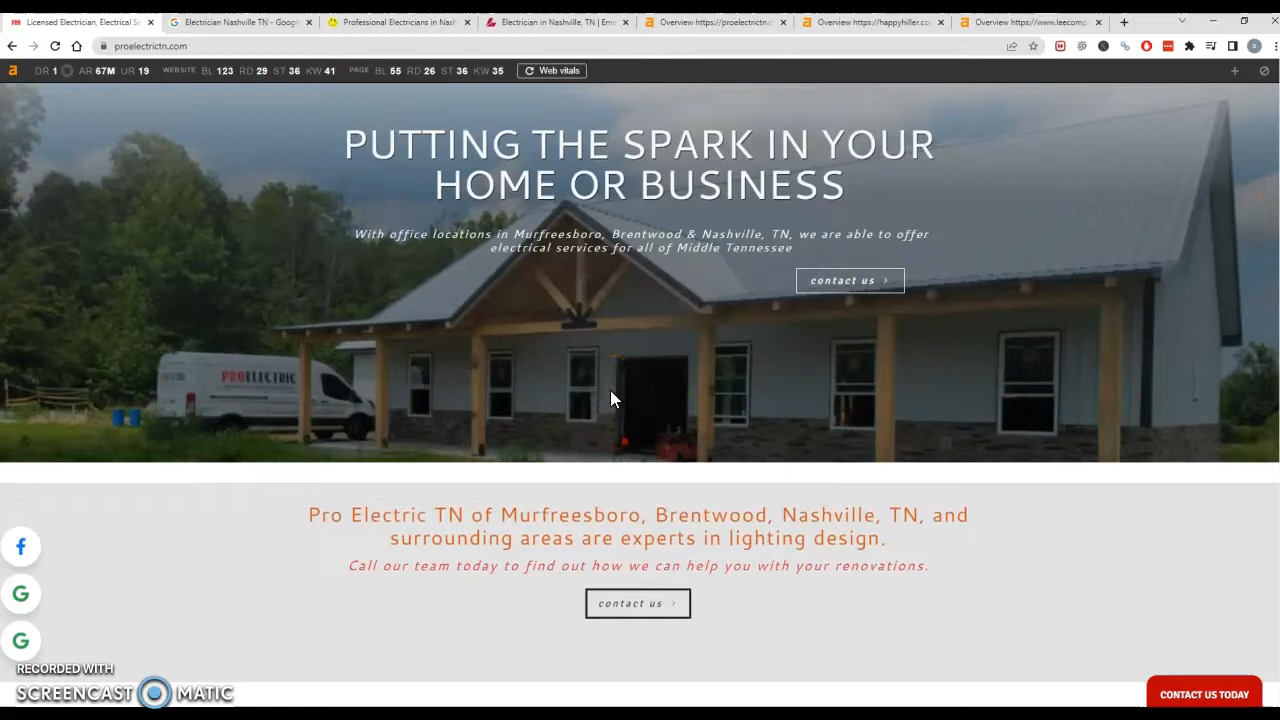 Licensed Electrician, Electrical Se
Electrician Nashville TN - Goog
Professional Electricians in Nash
Electrician in Nashville, TN | Eme
Overview https://proelectrictn.c
Overview https://happyhiller.co
Overview https://www.leecomp
proelectrictn.com
DR 1 AR 67M UR 19 WEBSITE BL 123 RD 29 ST 36 KW 41 PAGE BL 55 RD 26 ST 36 KW 35 Web vitals
PUTTING THE SPARK IN YOUR
HOME OR BUSINESS
With office locations in Murfreesboro, Brentwood & Nashville, TN, we are able to offer
electrical services for all of Middle Tennessee
contact us >
PROELECTRIC
Pro Electric TN of Murfreesboro, Brentwood, Nashville, TN, and
surrounding areas are experts in lighting design.
Call our team today to find out how we can help you with your renovations.
contact us >
RECORDED WITH
SCREENCAST MATIC
CONTACT US TODAY